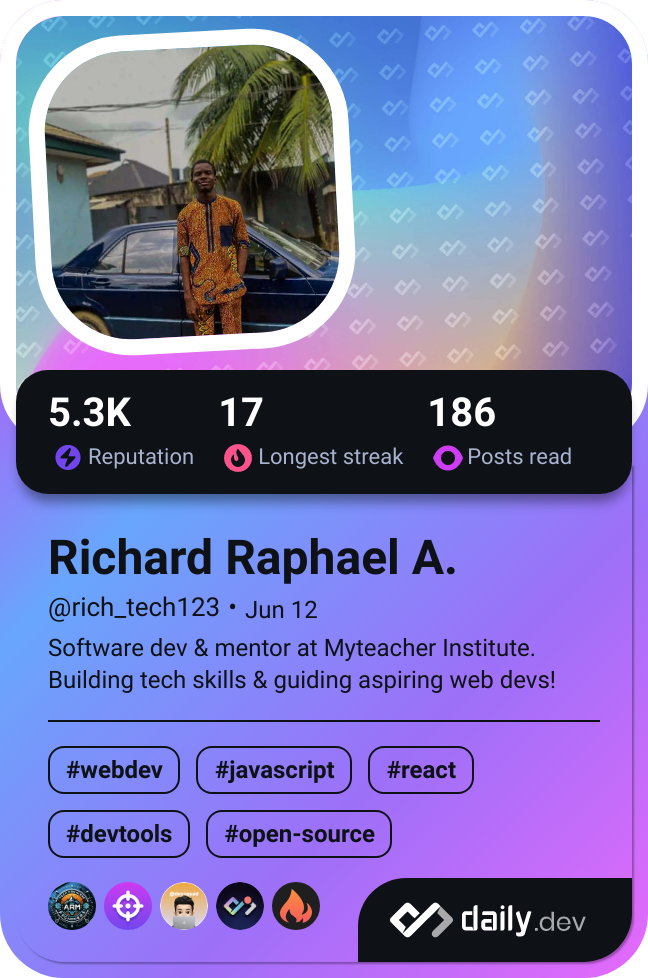 5.3K 17 186
Reputation Longest streak Posts read
Richard Raphael A.
@rich_tech123 • Jun 12
Software dev & mentor at Myteacher Institute.
Building tech skills & guiding aspiring web devs!
#webdev #javascript #react
#devtools #open-source
ARM
daily.dev